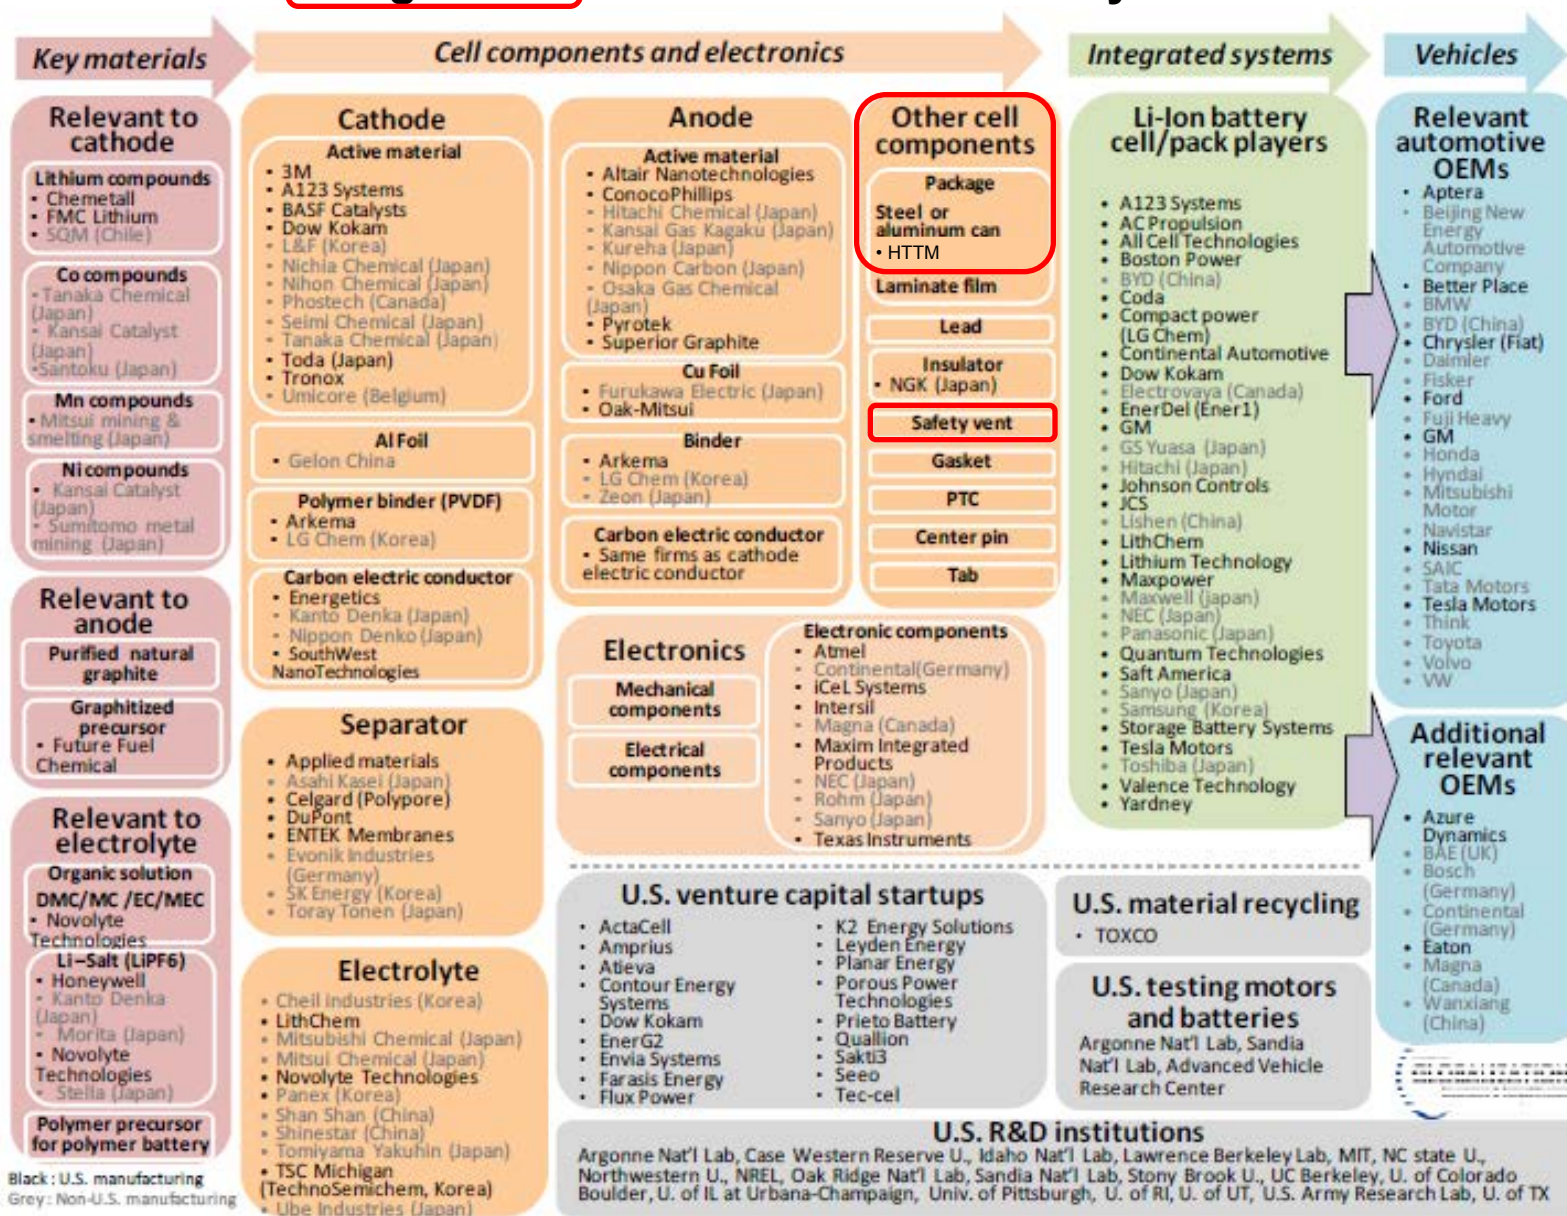 Key materials
Cell components and electronics
Integrated systems
Vehicles
Relevant to
cathode
Lithium compounds
• Chemetall
• FMC Lithium
• SQM (Chile)
Co compounds
• Tanaka Chemical
(Japan)
• Kansai Catalyst
(Japan)
•Santoku (Japan)
Mn compounds
• Mitsui mining &
smelting (Japan)
Ni compounds
• Kansai Catalyst
(Japan)
• Sumitomo metal
mining (Japan)
Relevant to
anode
Purified natural
graphite
Graphitized
precursor
• Future Fuel
Chemical
Relevant to
electrolyte
Organic solution
DMC/MC /EC/MEC
• Novolyte
Technologies
Li –Salt (LiPF6)
• Honeywell
• Kanto Denka
(Japan)
• Morita (Japan)
• Novolyte
Technologies
• Stella (Japan)
Polymer precursor
for polymer battery
Black : U.S. manufacturing
Grey : Non-U.S. manufacturing
Cathode
Active material
• 3M
• A123 Systems
• BASF Catalysts
• Dow Kokam
• L&F (Korea)
• Nichia Chemical (Japan)
• Nihon Chemical (Japan)
• Phostech (Canada)
• Seimi Chemical (Japan)
• Tanaka Chemical (Japan)
• Toda (Japan)
• Tronox
• Umicore (Belgium)
Al Foil
• Gelon China
Polymer binder (PVDF)
• Arkema
• LG Chem (Korea)
Carbon electric conductor
• Energetics
• Kanto Denka (Japan)
• Nippon Denko (Japan)
• SouthWest
NanoTechnologies
Separator
• Applied materials
• Asahi Kasei (Japan)
• Celgard (Polypore)
• DuPont
• ENTEK Membranes
• Evonik Industries
(Germany)
• SK Energy (Korea)
• Toray Tonen (Japan)
Electrolyte
• Cheil Industries (Korea)
• LithChem
• Mitsubishi Chemical (Japan)
• Mitsui Chemical (Japan)
• Novolyte Technologies
• Panex (Korea)
• Shan Shan (China)
• Shinestar (China)
• Tomiyama Yakuhin (Japan)
• TSC Michigan
(TechnoSemichem, Korea)
• Ube Industries (Japan)
Anode
Active material
• Altair Nanotechnologies
• ConocoPhillips
• Hitachi Chemical (Japan)
• Kansai Gas Kagaku (Japan)
• Kureha (Japan)
• Nippon Carbon (Japan)
• Osaka Gas Chemical
(Japan)
• Pyrotek
• Superior Graphite
Cu Foil
• Furukawa Electric (Japan)
• Oak-Mitsui
Binder
• Arkema
• LG Chem (Korea)
• Zeon (Japan)
Carbon electric conductor
• Same firms as cathode
electric conductor
Other cell
components
Package
Steel or
aluminum can
• HTTM
Laminate film
Lead
Insulator
• NGK (Japan)
Safety vent
Gasket
PTC
Center pin
Tab
Electronics
Mechanical
components
Electrical
components
Electronic components
• Atmel
• Continental(Germany)
• iCeL Systems
• Intersil
• Magna (Canada)
• Maxim Integrated
Products
• NEC (Japan)
• Rohm (Japan)
• Sanyo (Japan)
• Texas Instruments
Li-Ion battery
cell/pack players
• A123 Systems
• AC Propulsion
• All Cell Technologies
• Boston Power
• BYD (China)
• Coda
• Compact power
(LG Chem)
• Continental Automotive
• Dow Kokam
• Electrovaya (Canada)
• EnerDel (Ener1)
• GM
• GS Yuasa (Japan)
• Hitachi (Japan)
• Johnson Controls
• JCS
• Lishen (China)
• LithChem
• Lithium Technology
• Maxpower
• Maxwell (japan)
• NEC (Japan)
• Panasonic (Japan)
• Quantum Technologies
• Saft America
• Sanyo (Japan)
• Samsung (Korea)
• Storage Battery Systems
• Tesla Motors
• Toshiba (Japan)
• Valence Technology
• Yardney
Relevant
automotive
OEMs
• Aptera
• Beijing New
Energy
Automotive
Company
• Better Place
• BMW
• BYD (China)
• Chrysler (Fiat)
• Daimler
• Fisker
• Ford
• Fuji Heavy
• GM
• Honda
• Hyndai
• Mitsubishi
Motor
• Navistar
• Nissan
• SAIC
• Tata Motors
• Tesla Motors
• Think
• Toyota
• Volvo
• VW
Additional
relevant
OEMs
• Azure
Dynamics
• BAE (UK)
• Bosch
(Germany)
• Continental
(Germany)
• Eaton
• Magna
(Canada)
• Wanxiang
(China)
U.S. venture capital startups
• ActaCell
• Amprius
• Atieva
• Contour Energy
Systems
• Dow Kokam
• EnerG2
• Envia Systems
• Farasis Energy
• Flux Power
• K2 Energy Solutions
• Leyden Energy
• Planar Energy
• Porous Power
Technologies
• Prieto Battery
• Quallion
• Sakti3
• Seeo
• Tec-cel
U.S. material recycling
• TOXCO
U.S. testing motors
and batteries
Argonne Nat'l Lab, Sandia
Nat'l Lab, Advanced Vehicle
Research Center
U.S. R&D institutions
Argonne Nat'l Lab, Case Western Reserve U., Idaho Nat'l Lab, Lawrence Berkeley Lab, MIT, NC state U.,
Northwestern U., NREL, Oak Ridge Nat'l Lab, Sandia Nat'l Lab, Stony Brook U., UC Berkeley, U. of Colorado
Boulder, U. of IL at Urbana-Champaign, Univ. of Pittsburgh, U. of RI, U. of UT, U.S. Army Research Lab, U. of TX